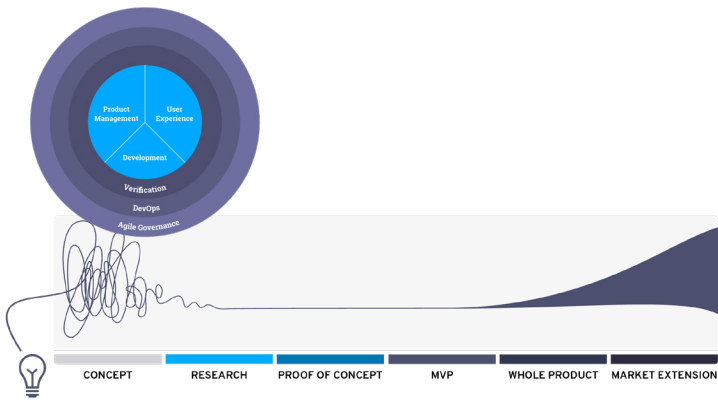 Product
Management
User
Experience
Development
Verification
DevOps
Agile Governance
CONCEPT
RESEARCH
PROOF OF CONCEPT
MVP
WHOLE PRODUCT
MARKET EXTENSION